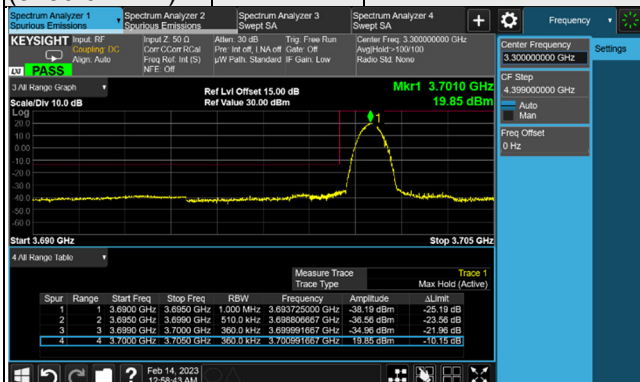 Spectrum Analyzer 1
Spurious Emissions
Spectrum Analyzer 2
Spurious Emissions
Spectrum Analyzer 3
Swept SA
Spectrum Analyzer 4
Swept SA
Frequency
KEYSIGHT
Input: RF
Coupling: DC
Align: Auto
Input Z: 50 Ω
Corr CCorr RCal
Freq Ref: Int (S)
NFE: Off
Atten: 30 dB
Pre: Int off, LNA off
µW Path: Standard
Trig: Free Run
Gate: Off
IF Gain: Low
Center Freq: 3.300000000 GHz
Avg|Hold:>100/100
Radio Std: None
LXI PASS
Center Frequency
3.300000000 GHz
Settings
CF Step
4.399000000 GHz
Auto
Man
Freq Offset
0 Hz
3 All Range Graph
Ref Lvl Offset 15.00 dB
Mkr1 3.7010 GHz
Scale/Div 10.0 dB
Ref Value 30.00 dBm
19.85 dBm
Log
1
20.0
10.0
0.00
-10.0
-20.0
-30.0
-40.0
-50.0
-60.0
Start 3.690 GHz
Stop 3.705 GHz
4 All Range Table
Measure Trace Trace 1
Trace Type Max Hold (Active)
Spur Range Start Freq Stop Freq RBW Frequency Amplitude ΔLimit
1 1 3.6900 GHz 3.6950 GHz 1.000 MHz 3.693725000 GHz -38.19 dBm -25.19 dB
2 2 3.6950 GHz 3.6990 GHz 510.0 kHz 3.698806667 GHz -36.56 dBm -23.56 dB
3 3 3.6990 GHz 3.7000 GHz 360.0 kHz 3.699991667 GHz -34.96 dBm -21.96 dB
4 4 3.7000 GHz 3.7050 GHz 360.0 kHz 3.700991667 GHz 19.85 dBm -10.15 dB
Feb 14, 2023
12:58:43 AM